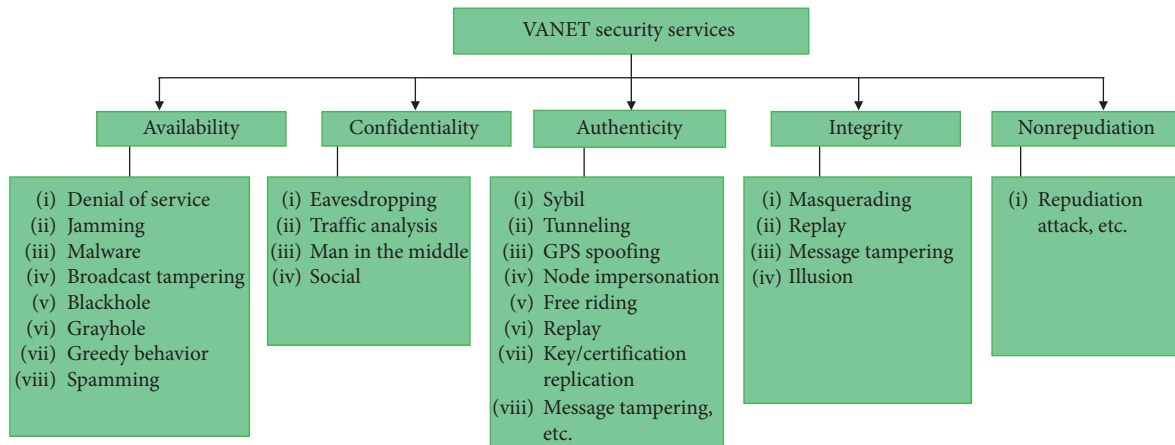 VANET security services
Availability
(i) Denial of service
(ii) Jamming
(iii) Malware
(iv) Broadcast tampering
(v) Blackhole
(vi) Grayhole
(vii) Greedy behavior
(viii) Spamming
Confidentiality
(i) Eavesdropping
(ii) Traffic analysis
(iii) Man in the middle
(iv) Social
Authenticity
(i) Sybil
(ii) Tunneling
(iii) GPS spoofing
(iv) Node impersonation
(v) Free riding
(vi) Replay
(vii) Key/certification
replication
(viii) Message tampering,
etc.
Integrity
(i) Masquerading
(ii) Replay
(iii) Message tampering
(iv) Illusion
Nonrepudiation
(i) Repudiation
attack, etc.